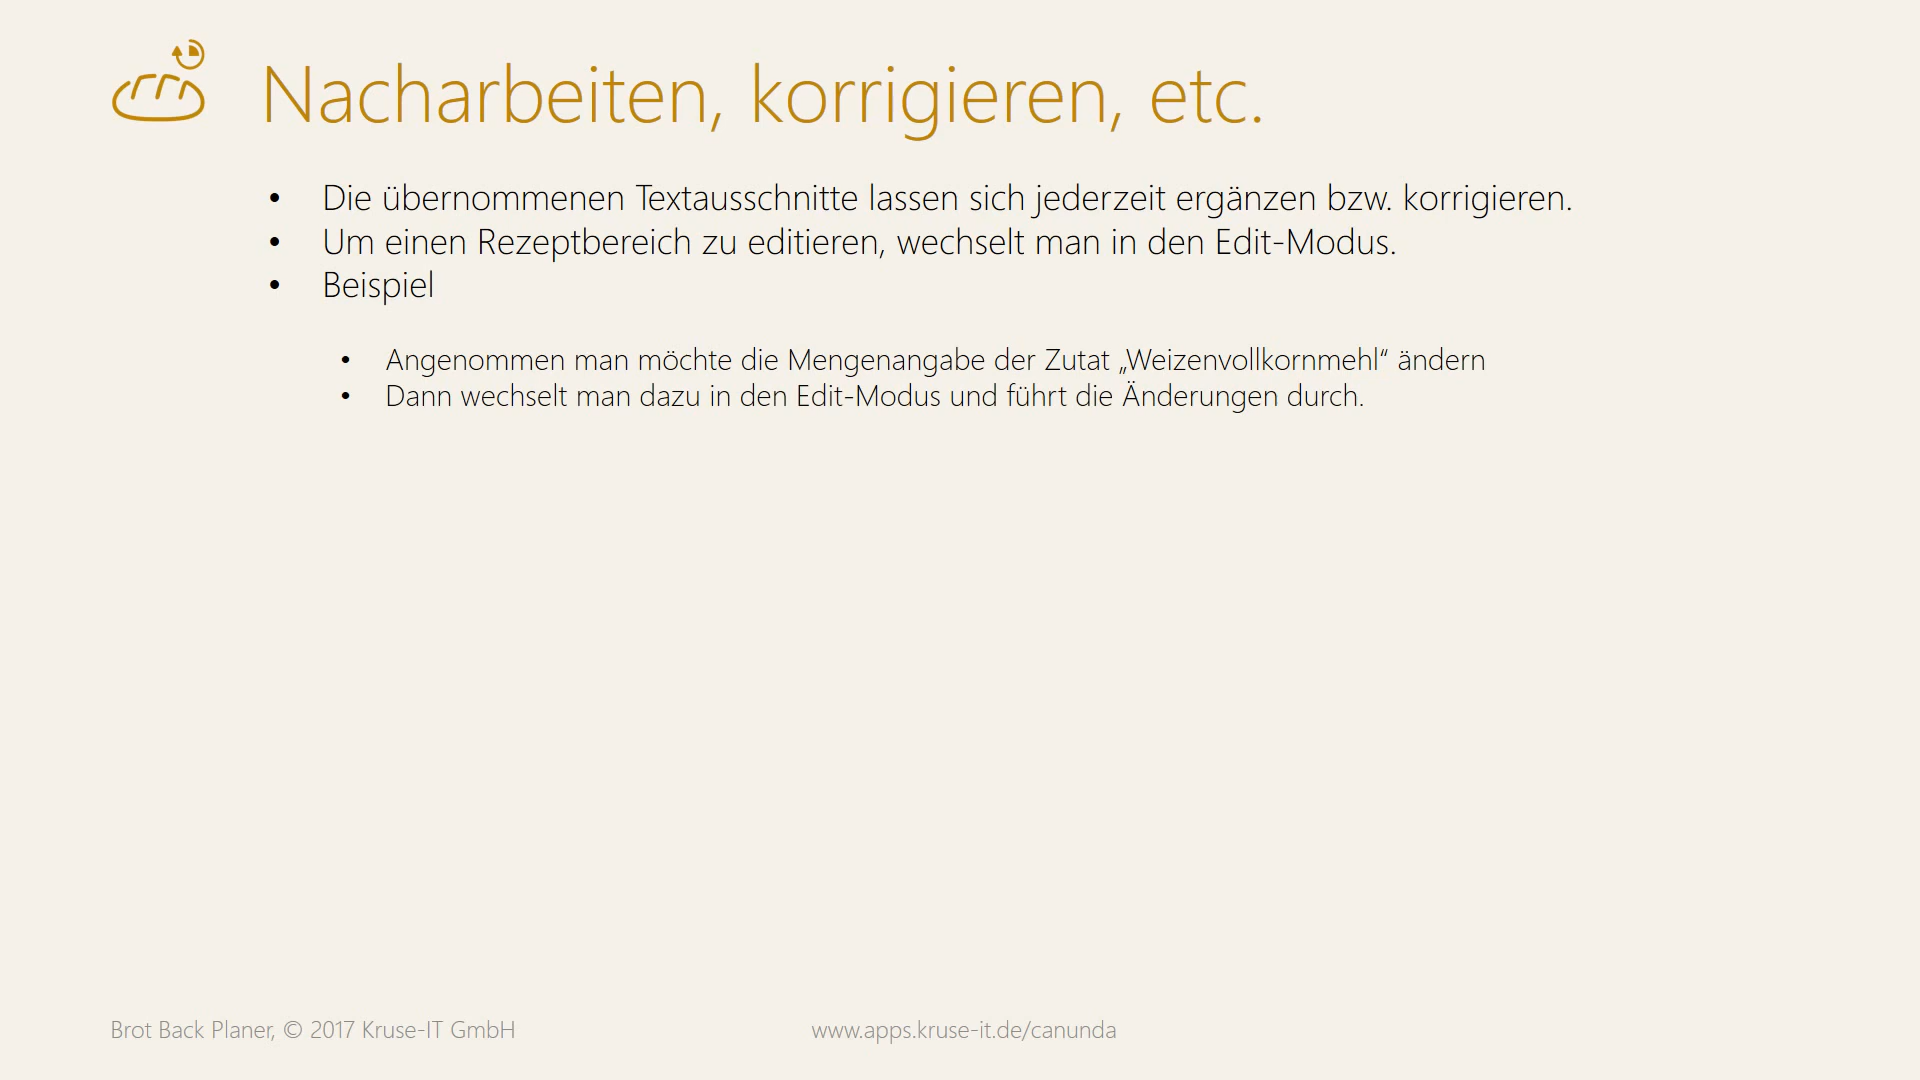 Nacharbeiten, korrigieren, etc.
• Die übernommenen Textausschnitte lassen sich jederzeit ergänzen bzw. korrigieren.
• Um einen Rezeptbereich zu editieren, wechselt man in den Edit-Modus.
• Beispiel
• Angenommen man möchte die Mengenangabe der Zutat „Weizenvollkornmehl“ ändern
• Dann wechselt man dazu in den Edit-Modus und führt die Änderungen durch.
Brot Back Planer, © 2017 Kruse-IT GmbH
www.apps.kruse-it.de/canunda